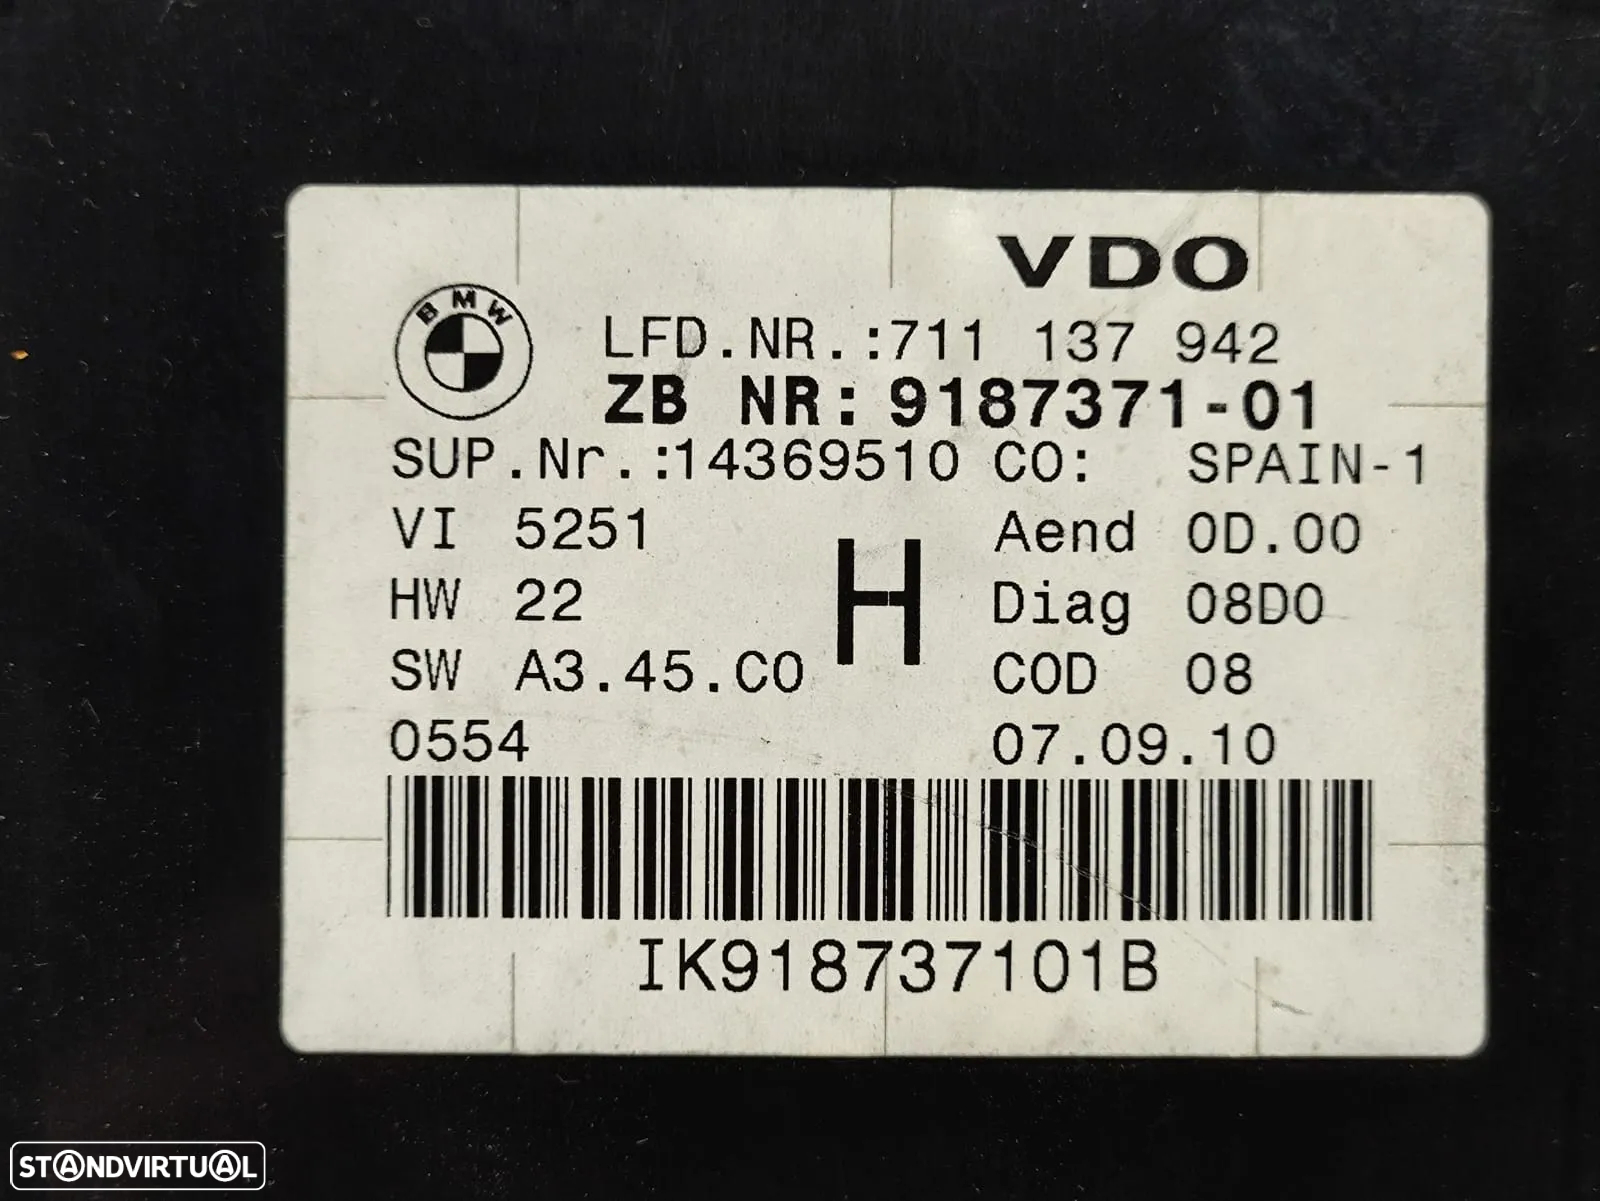 VDO
BMW
LFD.NR.:711 137 942
ZB NR:9187371-01
SUP.Nr.:14369510 CO: SPAIN-1
VI 5251 Aend 0D.00
H
HW 22 Diag 08D0
SW A3.45.C0 COD 08
0554 07.09.10
IK918737101B
STANDVIRTUAL